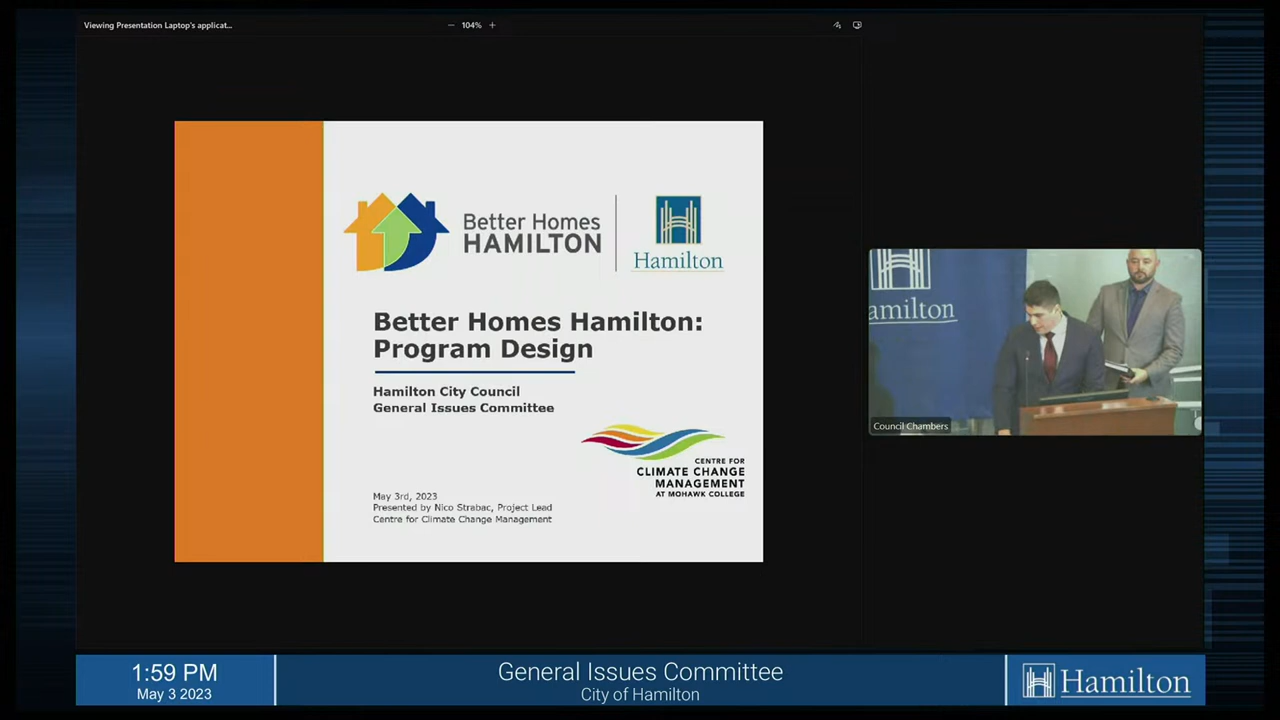 Viewing Presentation Laptop's applicat...
104%
Better Homes
HAMILTON
Hamilton
Better Homes Hamilton:
Program Design
Hamilton City Council
General Issues Committee
CENTRE FOR
CLIMATE CHANGE
MANAGEMENT
AT MOHAWK COLLEGE
May 3rd, 2023
Presented by Nico Strabac, Project Lead
Centre for Climate Change Management
amilton
Council Chambers
1:59 PM
May 3 2023
General Issues Committee
City of Hamilton
Hamilton